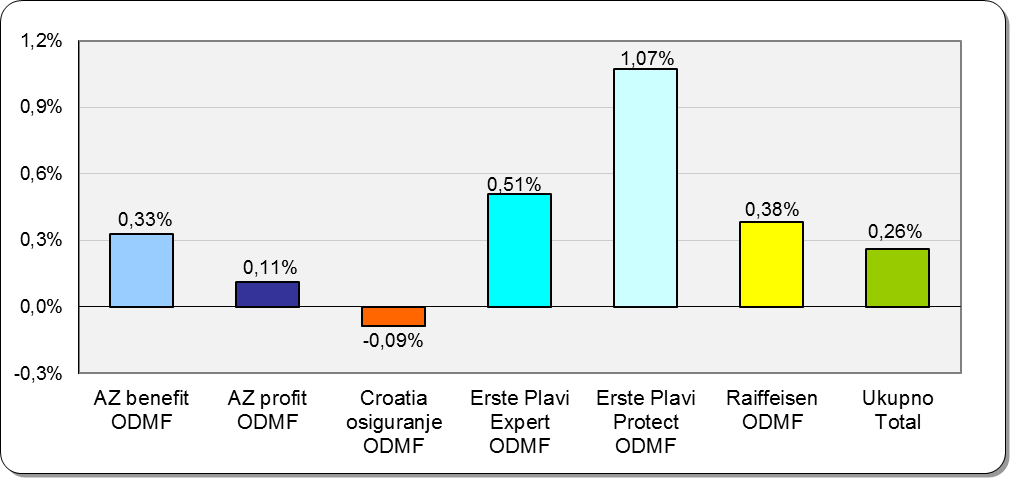 1,2%
0,9%
0,6%
0,3%
0,0%
-0,3%
0,33%
0,11%
-0,09%
0,51%
1,07%
0,38%
0,26%
AZ benefit
ODMF
AZ profit
ODMF
Croatia
osiguranje
ODMF
Erste Plavi
Expert
ODMF
Erste Plavi
Protect
ODMF
Raiffeisen
ODMF
Ukupno
Total